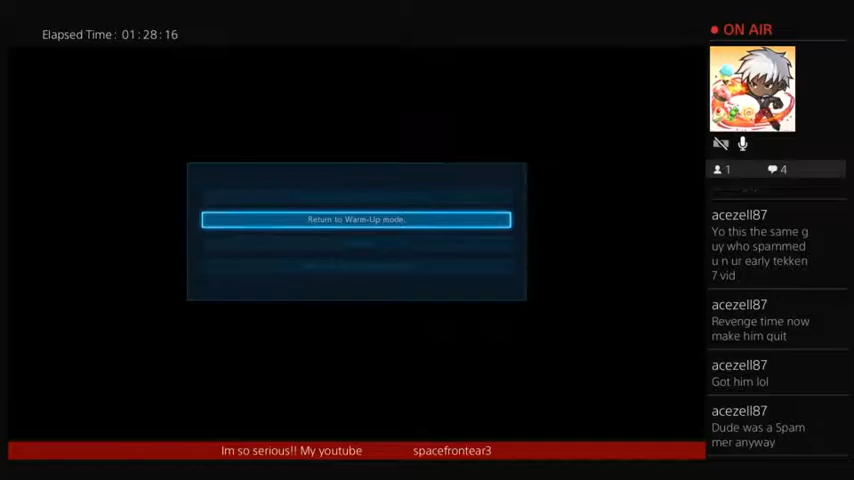 Elapsed Time: 01:28:16
ON AIR
1 4
Return to Warm-Up mode.
acezell87
Yo this the same g
uy who spammed
u n ur early tekken
7 vid
acezell87
Revenge time now
make him quit
acezell87
Got him lol
acezell87
Dude was a Spam
mer anyway
Im so serious!! My youtube spacefrontear3